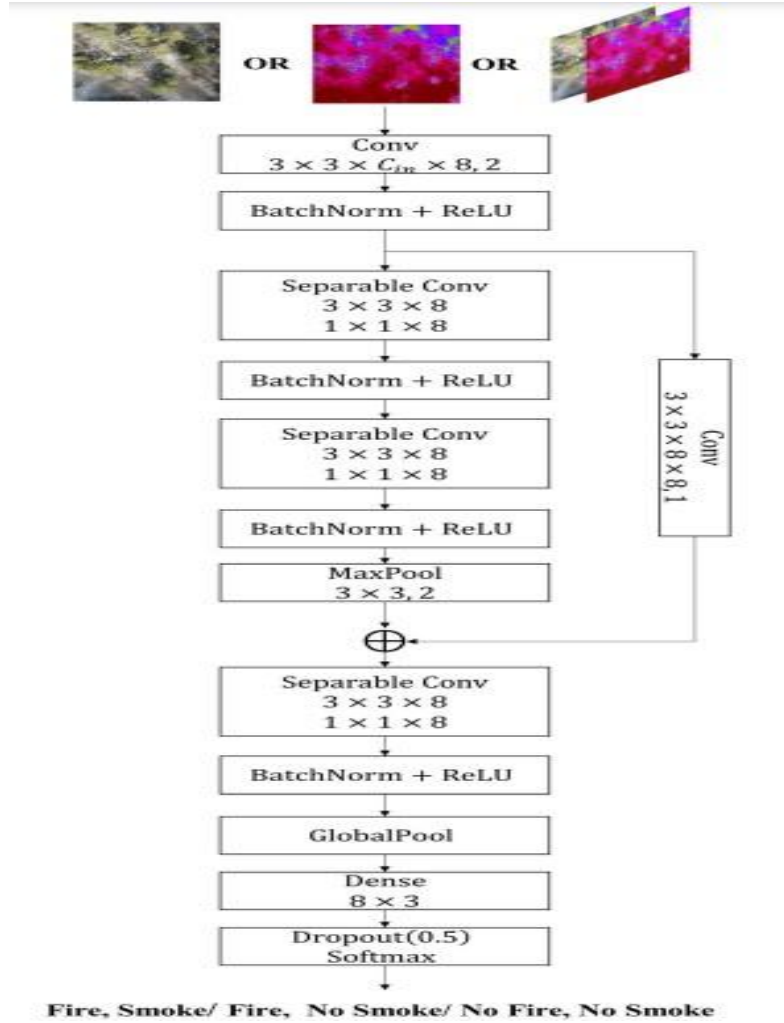 OR OR
Conv
3 × 3 × C_in × 8, 2
BatchNorm + ReLU
Separable Conv
3 × 3 × 8
1 × 1 × 8
BatchNorm + ReLU
Separable Conv
3 × 3 × 8
1 × 1 × 8
BatchNorm + ReLU
MaxPool
3 × 3, 2
Conv
3 × 3 × 8 × 8, 1
Separable Conv
3 × 3 × 8
1 × 1 × 8
BatchNorm + ReLU
GlobalPool
Dense
8 × 3
Dropout(0.5)
Softmax
Fire, Smoke/ Fire, No Smoke/ No Fire, No Smoke